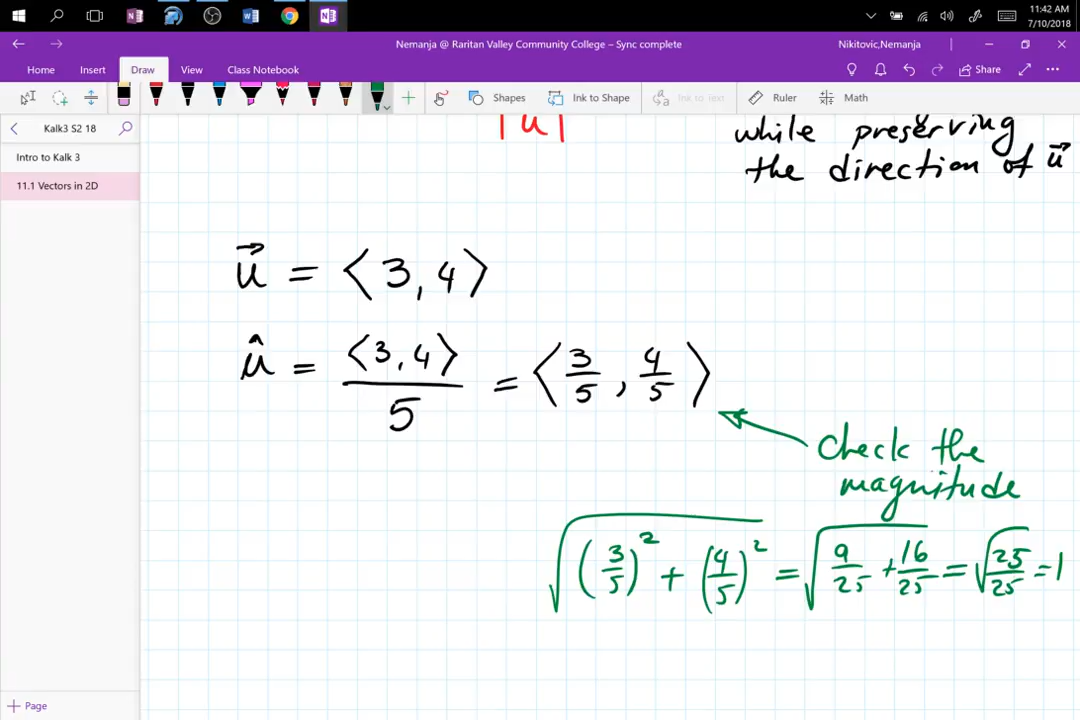 11:42 AM
7/10/2018
Nemanja @ Raritan Valley Community College – Sync complete
Nikitovic,Nemanja
Home Insert Draw View Class Notebook
Share
Shapes Ink to Shape Ink to Text Ruler Math
Kalk3 S2 18
Intro to Kalk 3
11.1 Vectors in 2D
|u|
while preserving
the direction of u⃗
u⃗ = ⟨3, 4⟩
û = ⟨3, 4⟩/5 = ⟨3/5, 4/5⟩
check the
magnitude
√((3/5)² + (4/5)²) = √(9/25 + 16/25) = √(25/25) = 1
Page